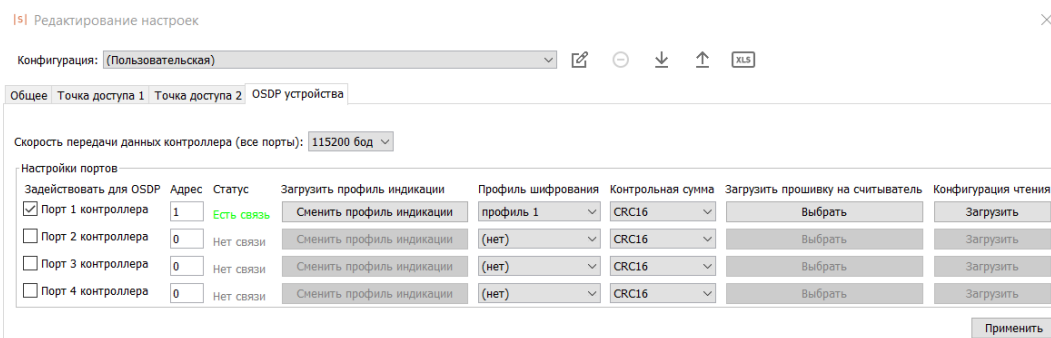 |s| Редактирование настроек
Конфигурация: (Пользовательская) XLS
Общее Точка доступа 1 Точка доступа 2 OSDP устройства
Скорость передачи данных контроллера (все порты): 115200 бод
Настройки портов
Задействовать для OSDP Адрес Статус Загрузить профиль индикации Профиль шифрования Контрольная сумма Загрузить прошивку на считыватель Конфигурация чтения
Порт 1 контроллера 1 Есть связь Сменить профиль индикации профиль 1 CRC16 Выбрать Загрузить
Порт 2 контроллера 0 Нет связи Сменить профиль индикации (нет) CRC16 Выбрать Загрузить
Порт 3 контроллера 0 Нет связи Сменить профиль индикации (нет) CRC16 Выбрать Загрузить
Порт 4 контроллера 0 Нет связи Сменить профиль индикации (нет) CRC16 Выбрать Загрузить
Применить